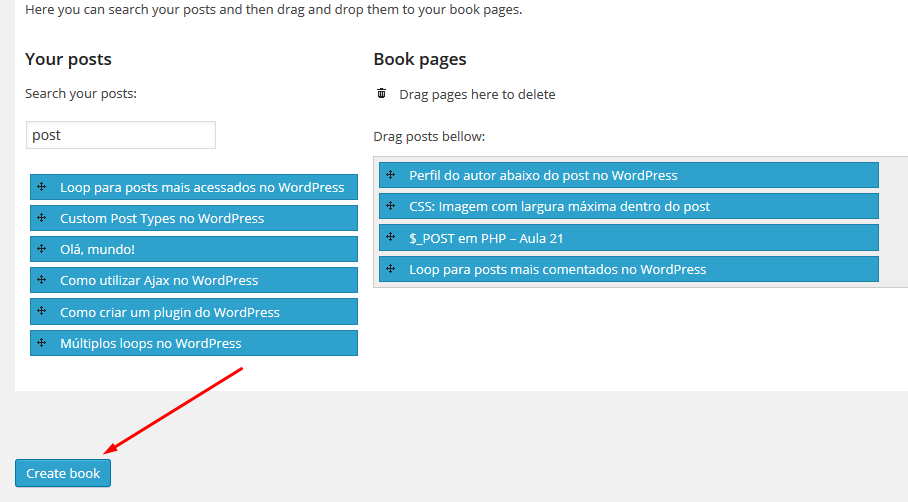 Here you can search your posts and then drag and drop them to your book pages.
Your posts
Search your posts:
post
Loop para posts mais acessados no WordPress
Custom Post Types no WordPress
Olá, mundo!
Como utilizar Ajax no WordPress
Como criar um plugin do WordPress
Múltiplos loops no WordPress
Book pages
Drag pages here to delete
Drag posts bellow:
Perfil do autor abaixo do post no WordPress
CSS: Imagem com largura máxima dentro do post
$_POST em PHP – Aula 21
Loop para posts mais comentados no WordPress
Create book